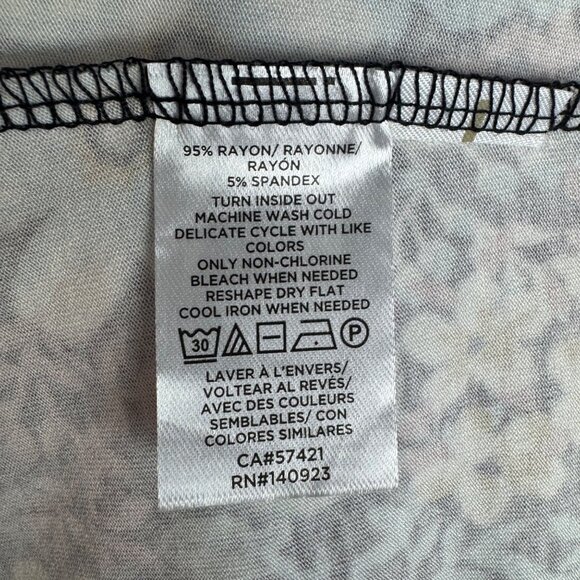 95% RAYON/ RAYONNE/
RAYÓN
5% SPANDEX
TURN INSIDE OUT
MACHINE WASH COLD
DELICATE CYCLE WITH LIKE
COLORS
ONLY NON-CHLORINE
BLEACH WHEN NEEDED
RESHAPE DRY FLAT
COOL IRON WHEN NEEDED
30 P
LAVER À L'ENVERS/
VOLTEAR AL REVÉS/
AVEC DES COULEURS
SEMBLABLES/ CON
COLORES SIMILARES
CA#57421
RN#140923